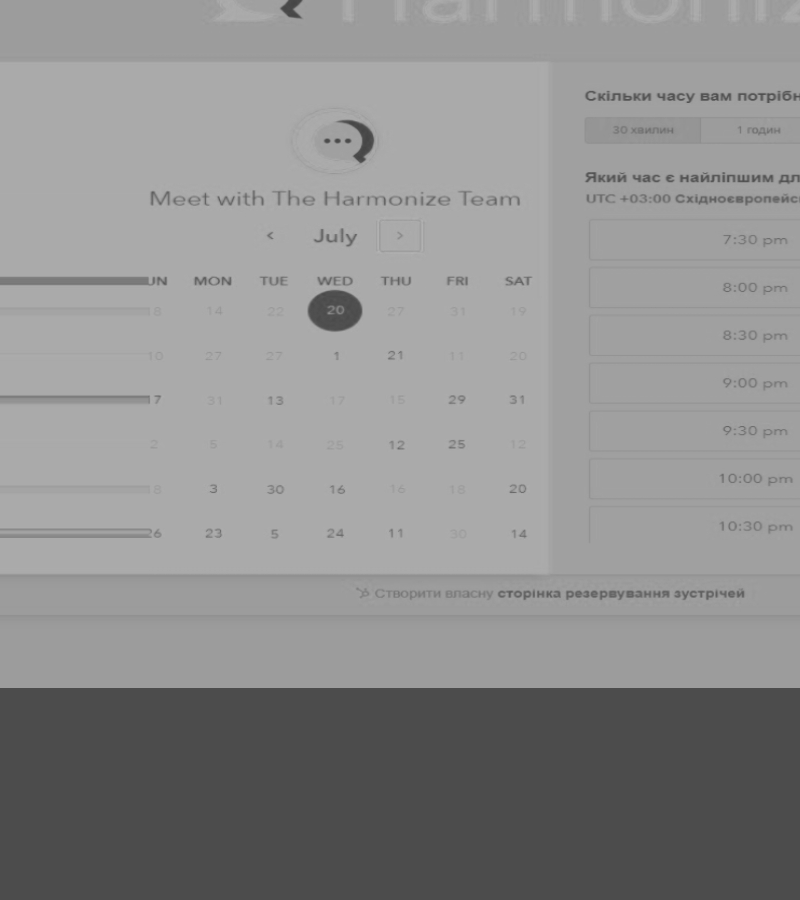 Harmoniz
Meet with The Harmonize Team
< July >
UN MON TUE WED THU FRI SAT
8 14 22 20 27 31 19
10 27 27 1 21 11 20
17 31 13 17 15 29 31
2 5 14 25 12 25 12
8 3 30 16 16 18 20
26 23 5 24 11 30 14
Скільки часу вам потрібн
30 хвилин 1 годин
Який час є найліпшим дл
UTC +03:00 Східноєвропейс
7:30 pm
8:00 pm
8:30 pm
9:00 pm
9:30 pm
10:00 pm
10:30 pm
Створити власну сторінка резервування зустрічей